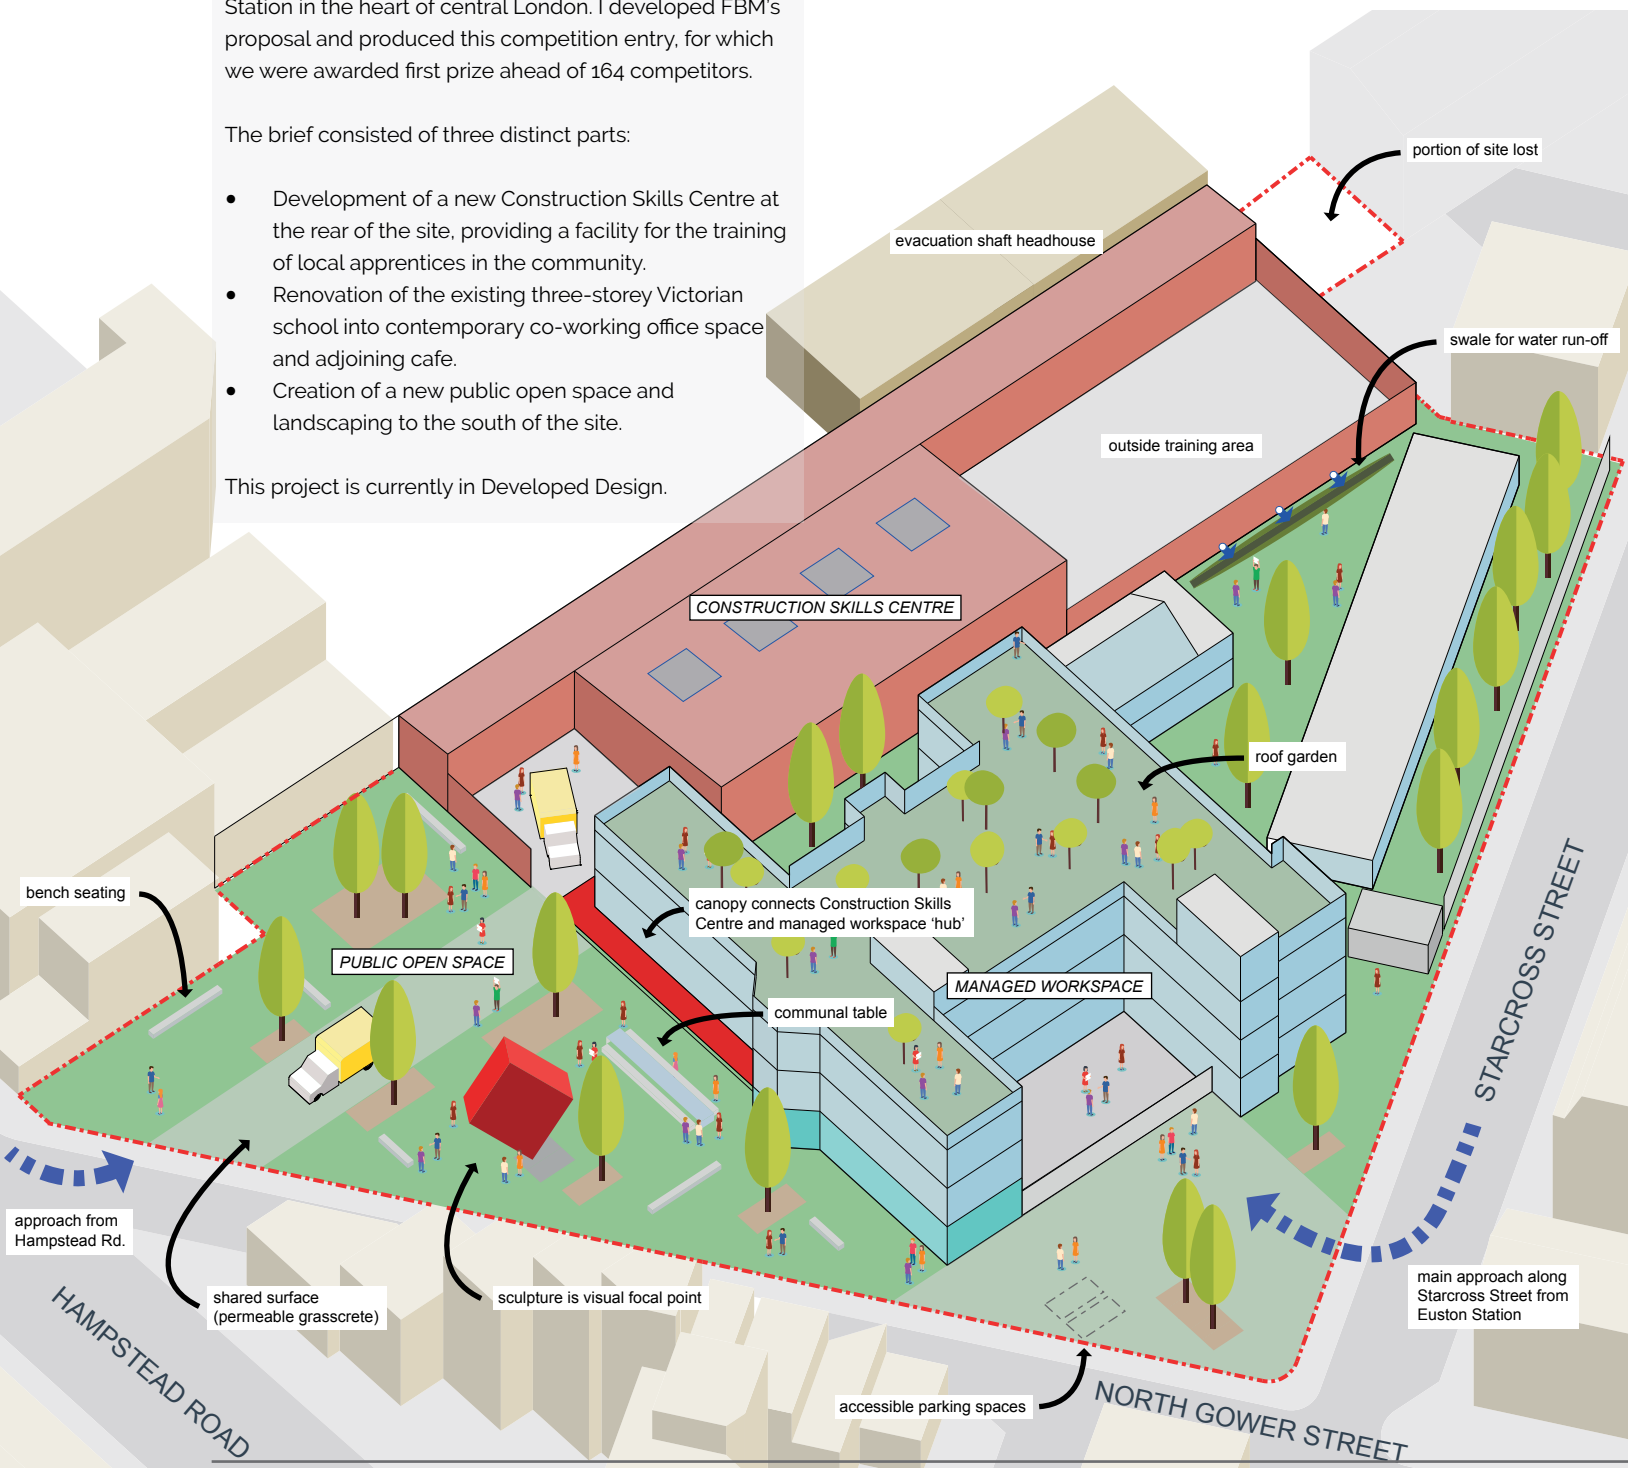 Station in the heart of central London. I developed FBM's
proposal and produced this competition entry, for which
we were awarded first prize ahead of 164 competitors.
The brief consisted of three distinct parts:
• Development of a new Construction Skills Centre at
the rear of the site, providing a facility for the training
of local apprentices in the community.
• Renovation of the existing three-storey Victorian
school into contemporary co-working office space
and adjoining cafe.
• Creation of a new public open space and
landscaping to the south of the site.
This project is currently in Developed Design.
portion of site lost
evacuation shaft headhouse
swale for water run-off
outside training area
CONSTRUCTION SKILLS CENTRE
roof garden
bench seating
canopy connects Construction Skills
Centre and managed workspace ‘hub’
PUBLIC OPEN SPACE
MANAGED WORKSPACE
communal table
STARCROSS STREET
approach from
Hampstead Rd.
shared surface
(permeable grasscrete)
sculpture is visual focal point
main approach along
Starcross Street from
Euston Station
HAMPSTEAD ROAD
accessible parking spaces
NORTH GOWER STREET